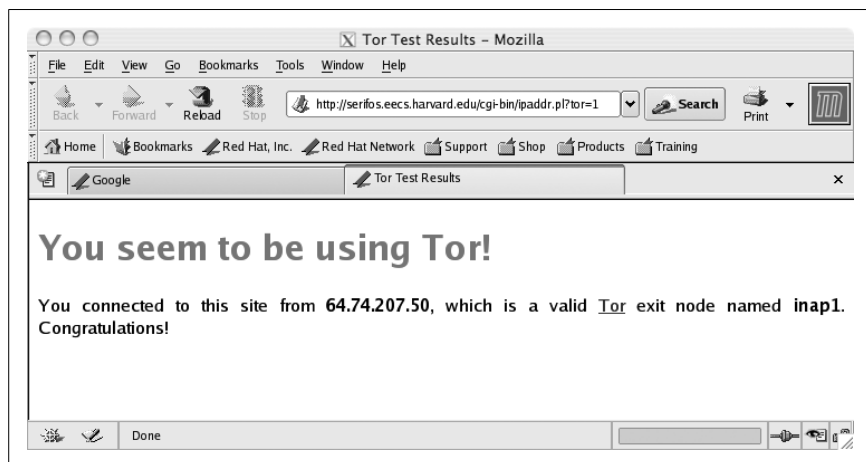 Tor Test Results – Mozilla
File Edit View Go Bookmarks Tools Window Help
Back Forward Reload Stop http://serifos.eecs.harvard.edu/cgi-bin/ipaddr.pl?tor=1 Search Print
Home Bookmarks Red Hat, Inc. Red Hat Network Support Shop Products Training
Google Tor Test Results
You seem to be using Tor!
You connected to this site from 64.74.207.50, which is a valid Tor exit node named inap1.
Congratulations!
Done